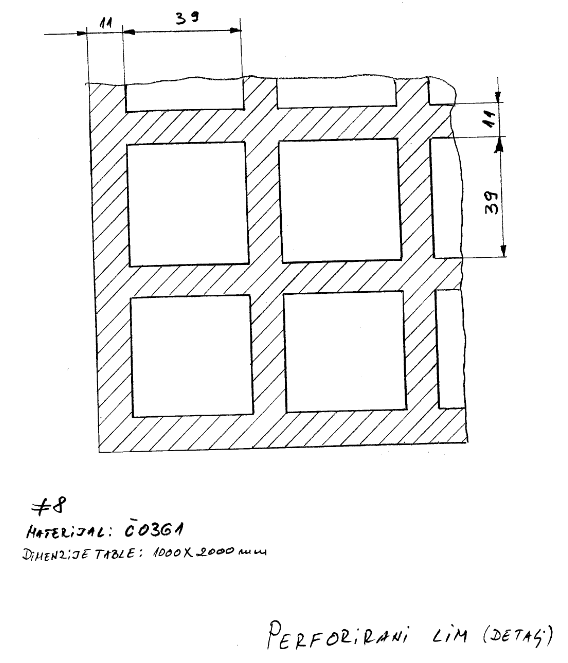 11
39
11
39
≠8
MATERIJAL: Č0361
DIMENZIJE TABLE: 1000X2000 mm
PERFORIRANI LIM (DETALJ)